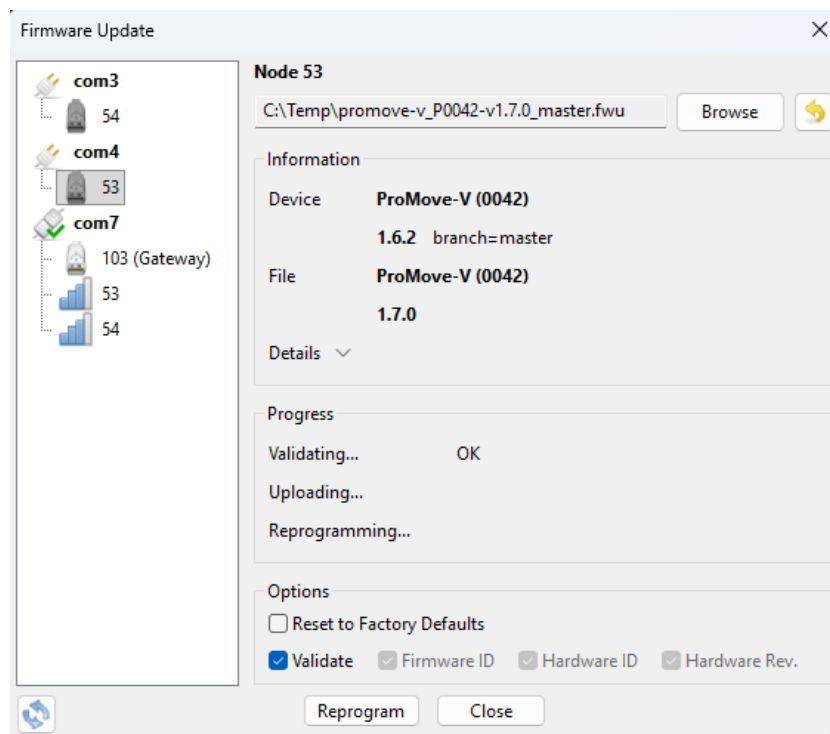 Firmware Update
com3
54
com4
53
com7
103 (Gateway)
53
54
Node 53
C:\Temp\promove-v_P0042-v1.7.0_master.fwu
Browse
Information
Device ProMove-V (0042)
1.6.2 branch=master
File ProMove-V (0042)
1.7.0
Details
Progress
Validating... OK
Uploading...
Reprogramming...
Options
Reset to Factory Defaults
Validate Firmware ID Hardware ID Hardware Rev.
Reprogram Close